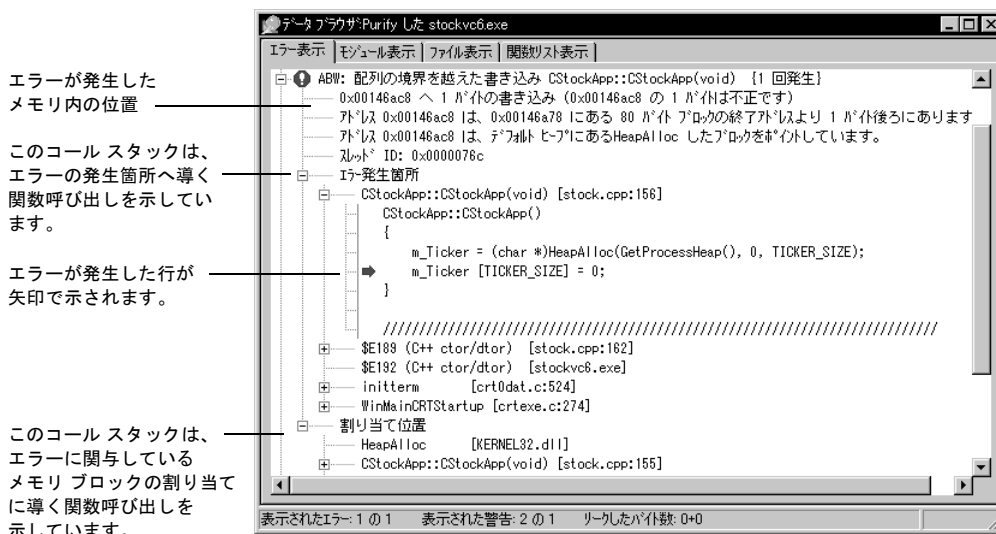 データ ブラウザ:Purify した stockvc6.exe
エラー表示 モジュール表示 ファイル表示 関数リスト表示
エラーが発生した
メモリ内の位置
このコール スタックは、
エラーの発生箇所へ導く
関数呼び出しを示してい
ます。
エラーが発生した行が
矢印で示されます。
このコール スタックは、
エラーに関与している
メモリ ブロックの割り当て
に導く関数呼び出しを
示しています。
ABW: 配列の境界を越えた書き込み CStockApp::CStockApp(void) {1 回発生}
0x00146ac8 へ 1 バイトの書き込み (0x00146ac8 の 1 バイトは不正です)
アドレス 0x00146ac8 は、0x00146a78 にある 80 バイト ブロックの終了アドレスより 1 バイト後ろにあります
アドレス 0x00146ac8 は、デフォルト ヒープにあるHeapAlloc したブロックをポイントしています。
スレッド ID: 0x0000076c
エラー発生箇所
CStockApp::CStockApp(void) [stock.cpp:156]
CStockApp::CStockApp()
{
m_Ticker = (char *)HeapAlloc(GetProcessHeap(), 0, TICKER_SIZE);
m_Ticker [TICKER_SIZE] = 0;
}
/////////////////////////////////////////////////////////////////////////////
$E189 (C++ ctor/dtor) [stock.cpp:162]
$E192 (C++ ctor/dtor) [stockvc6.exe]
initterm [crt0dat.c:524]
WinMainCRTStartup [crtexe.c:274]
割り当て位置
HeapAlloc [KERNEL32.dll]
CStockApp::CStockApp(void) [stock.cpp:155]
表示されたエラー: 1 の 1 表示された警告: 2 の 1 リークしたバイト数: 0+0